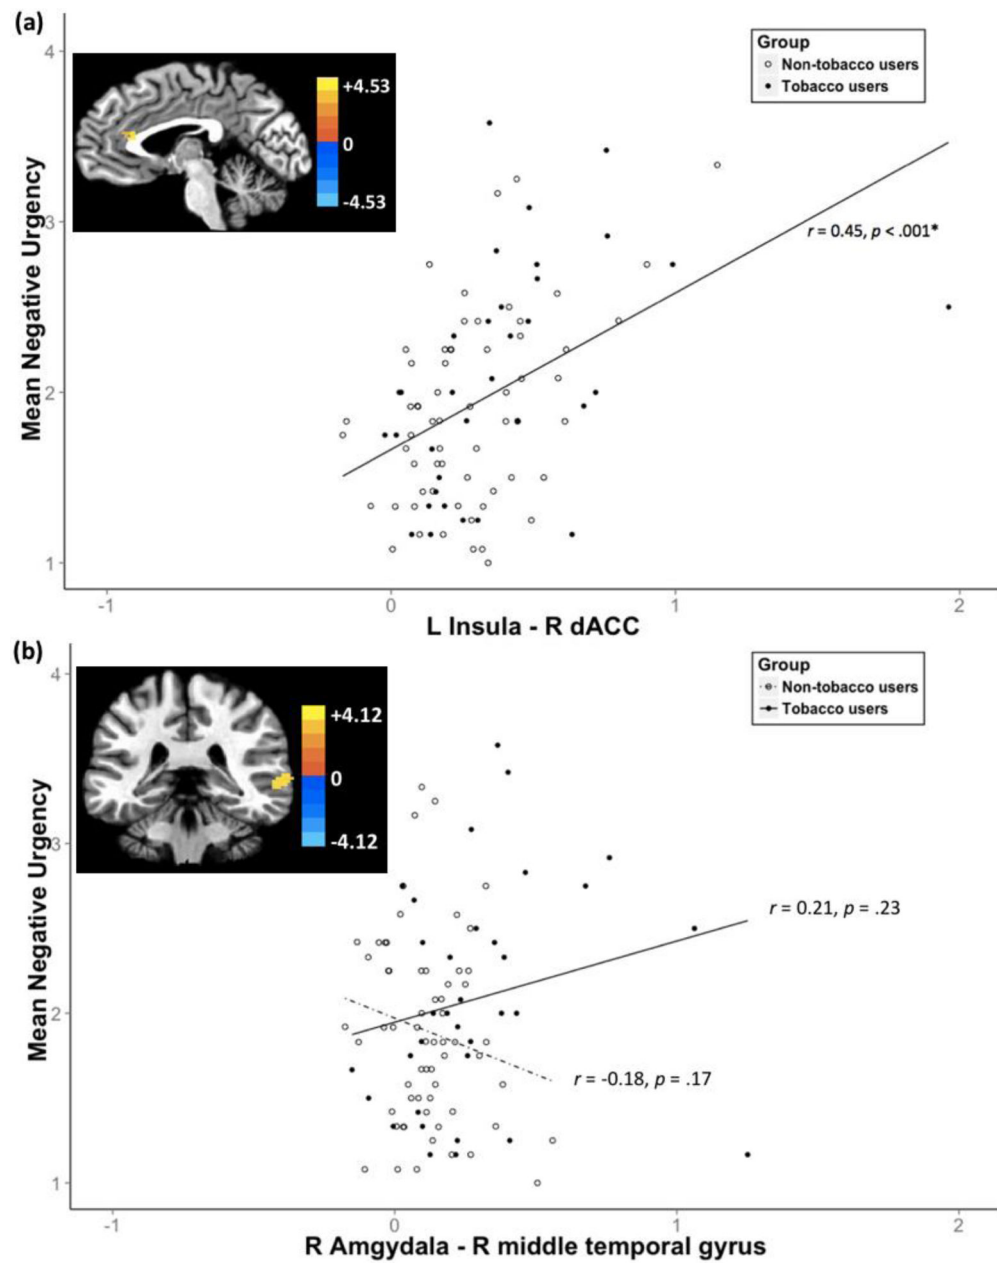 (a)
4
3
2
1
Mean Negative Urgency
+4.53
0
-4.53
Group
Non-tobacco users
Tobacco users
r = 0.45, p < .001*
-1
0
1
2
L Insula - R dACC
(b)
4
3
2
1
Mean Negative Urgency
+4.12
0
-4.12
Group
Non-tobacco users
Tobacco users
r = 0.21, p = .23
r = -0.18, p = .17
-1
0
1
2
R Amgydala - R middle temporal gyrus